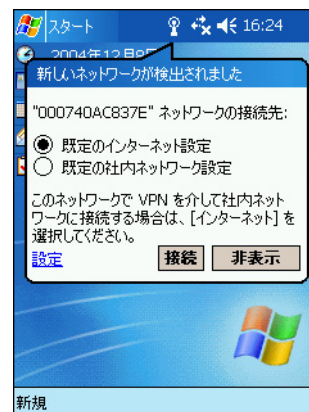 スタート 16:24
2004年12月8日
新しいネットワークが検出されました
"000740AC837E" ネットワークの接続先:
既定のインターネット設定
既定の社内ネットワーク設定
このネットワークで VPN を介して社内ネット
ワークに接続する場合は、[インターネット] を
選択してください。
設定 接続 非表示
新規